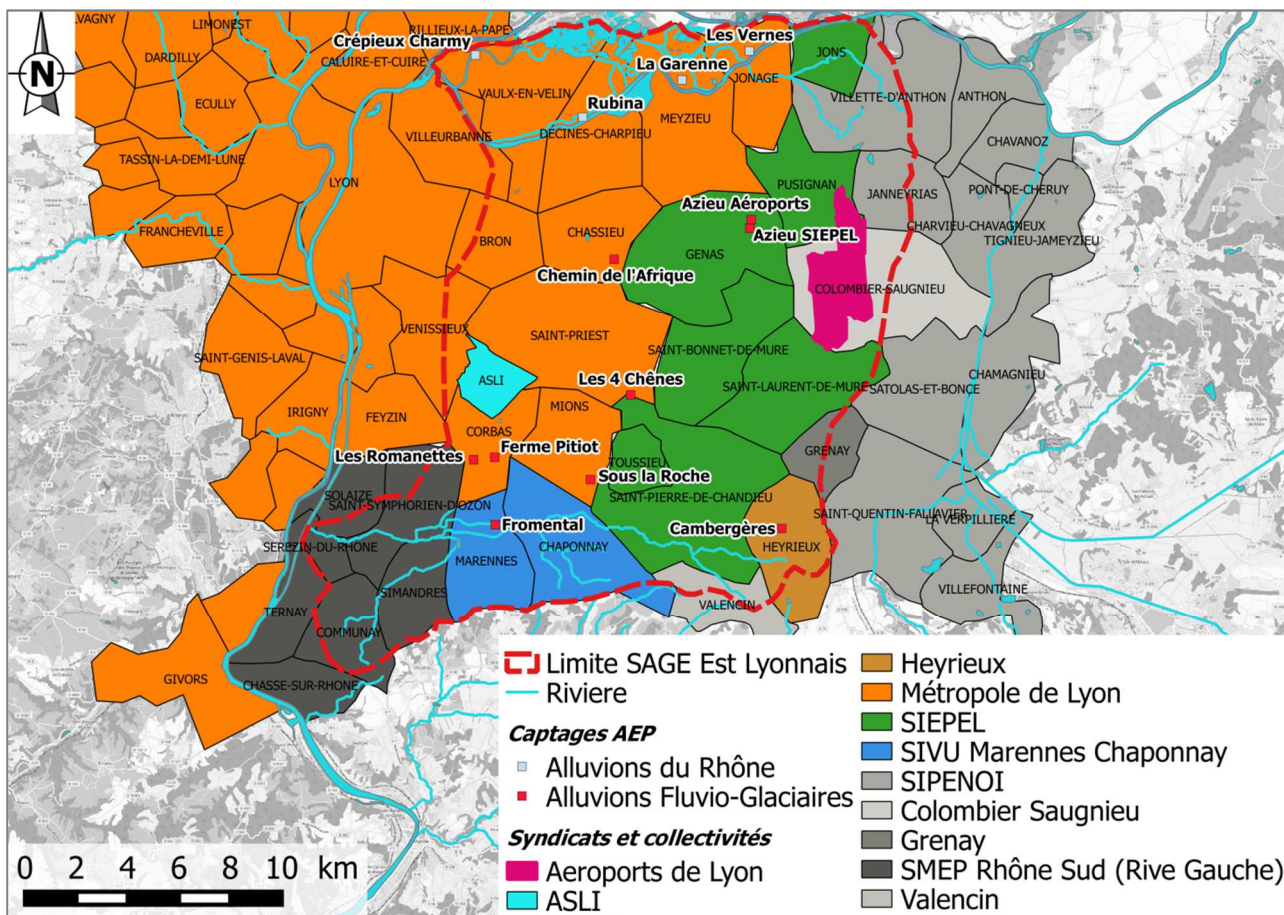 AVAGNY
LIMONEST
RILLIEUX-LA-PAPE
DARDILLY
Crépieux Charmy
CALUIRE-ET-CUIRE
Les Vernes
JONS
N
La Garenne
JONAGE
ECULLY
VAULX-EN-VELIN
VILLETTE-D'ANTHON
ANTHON
Rubina
MEYZIEU
VILLEURBANNE
DECINES-CHARPIEU
CHAVANOZ
TASSIN-LA-DEMI-LUNE
LYON
PUSIGNAN
JANNEYRIAS
PONT-DE-CHERUY
Azieu Aéroports
CHARVIEU-CHAVAGNEUX
FRANCHEVILLE
BRON
CHASSIEU
Azieu SIEPEL
TIGNIEU-JAMEYZIEU
GENAS
Chemin de l'Afrique
COLOMBIER-SAUGNIEU
VENISSIEUX
SAINT-PRIEST
SAINT-GENIS-LAVAL
SAINT-BONNET-DE-MURE
CHAMAGNIEU
ASLI
Les 4 Chênes
SAINT-LAURENT-DE-MURE
SATOLAS-ET-BONCE
IRIGNY
FEYZIN
MIONS
CORBAS
Les Romanettes
Ferme Pitiot
GRENAY
TOUSSIEU
Sous la Roche
SOLAIZE
SAINT-SYMPHORIEN-D'OZON
SAINT-PIERRE-DE-CHANDIEU
SAINT-QUENTIN-FALLAVIER
LA VERPILLIERE
Fromental
Cambergères
SEREZIN-DU-RHONE
CHAPONNAY
HEYRIEUX
MARENNES
SIMANDRES
VALENCIN
VILLEFONTAINE
TERNAY
COMMUNAY
GIVORS
CHASSE-SUR-RHONE
Limite SAGE Est Lyonnais
Riviere
Captages AEP
Alluvions du Rhône
Alluvions Fluvio-Glaciaires
Syndicats et collectivités
Aeroports de Lyon
ASLI
Heyrieux
Métropole de Lyon
SIEPEL
SIVU Marennes Chaponnay
SIPENOI
Colombier Saugnieu
Grenay
SMEP Rhône Sud (Rive Gauche)
Valencin
0 2 4 6 8 10 km